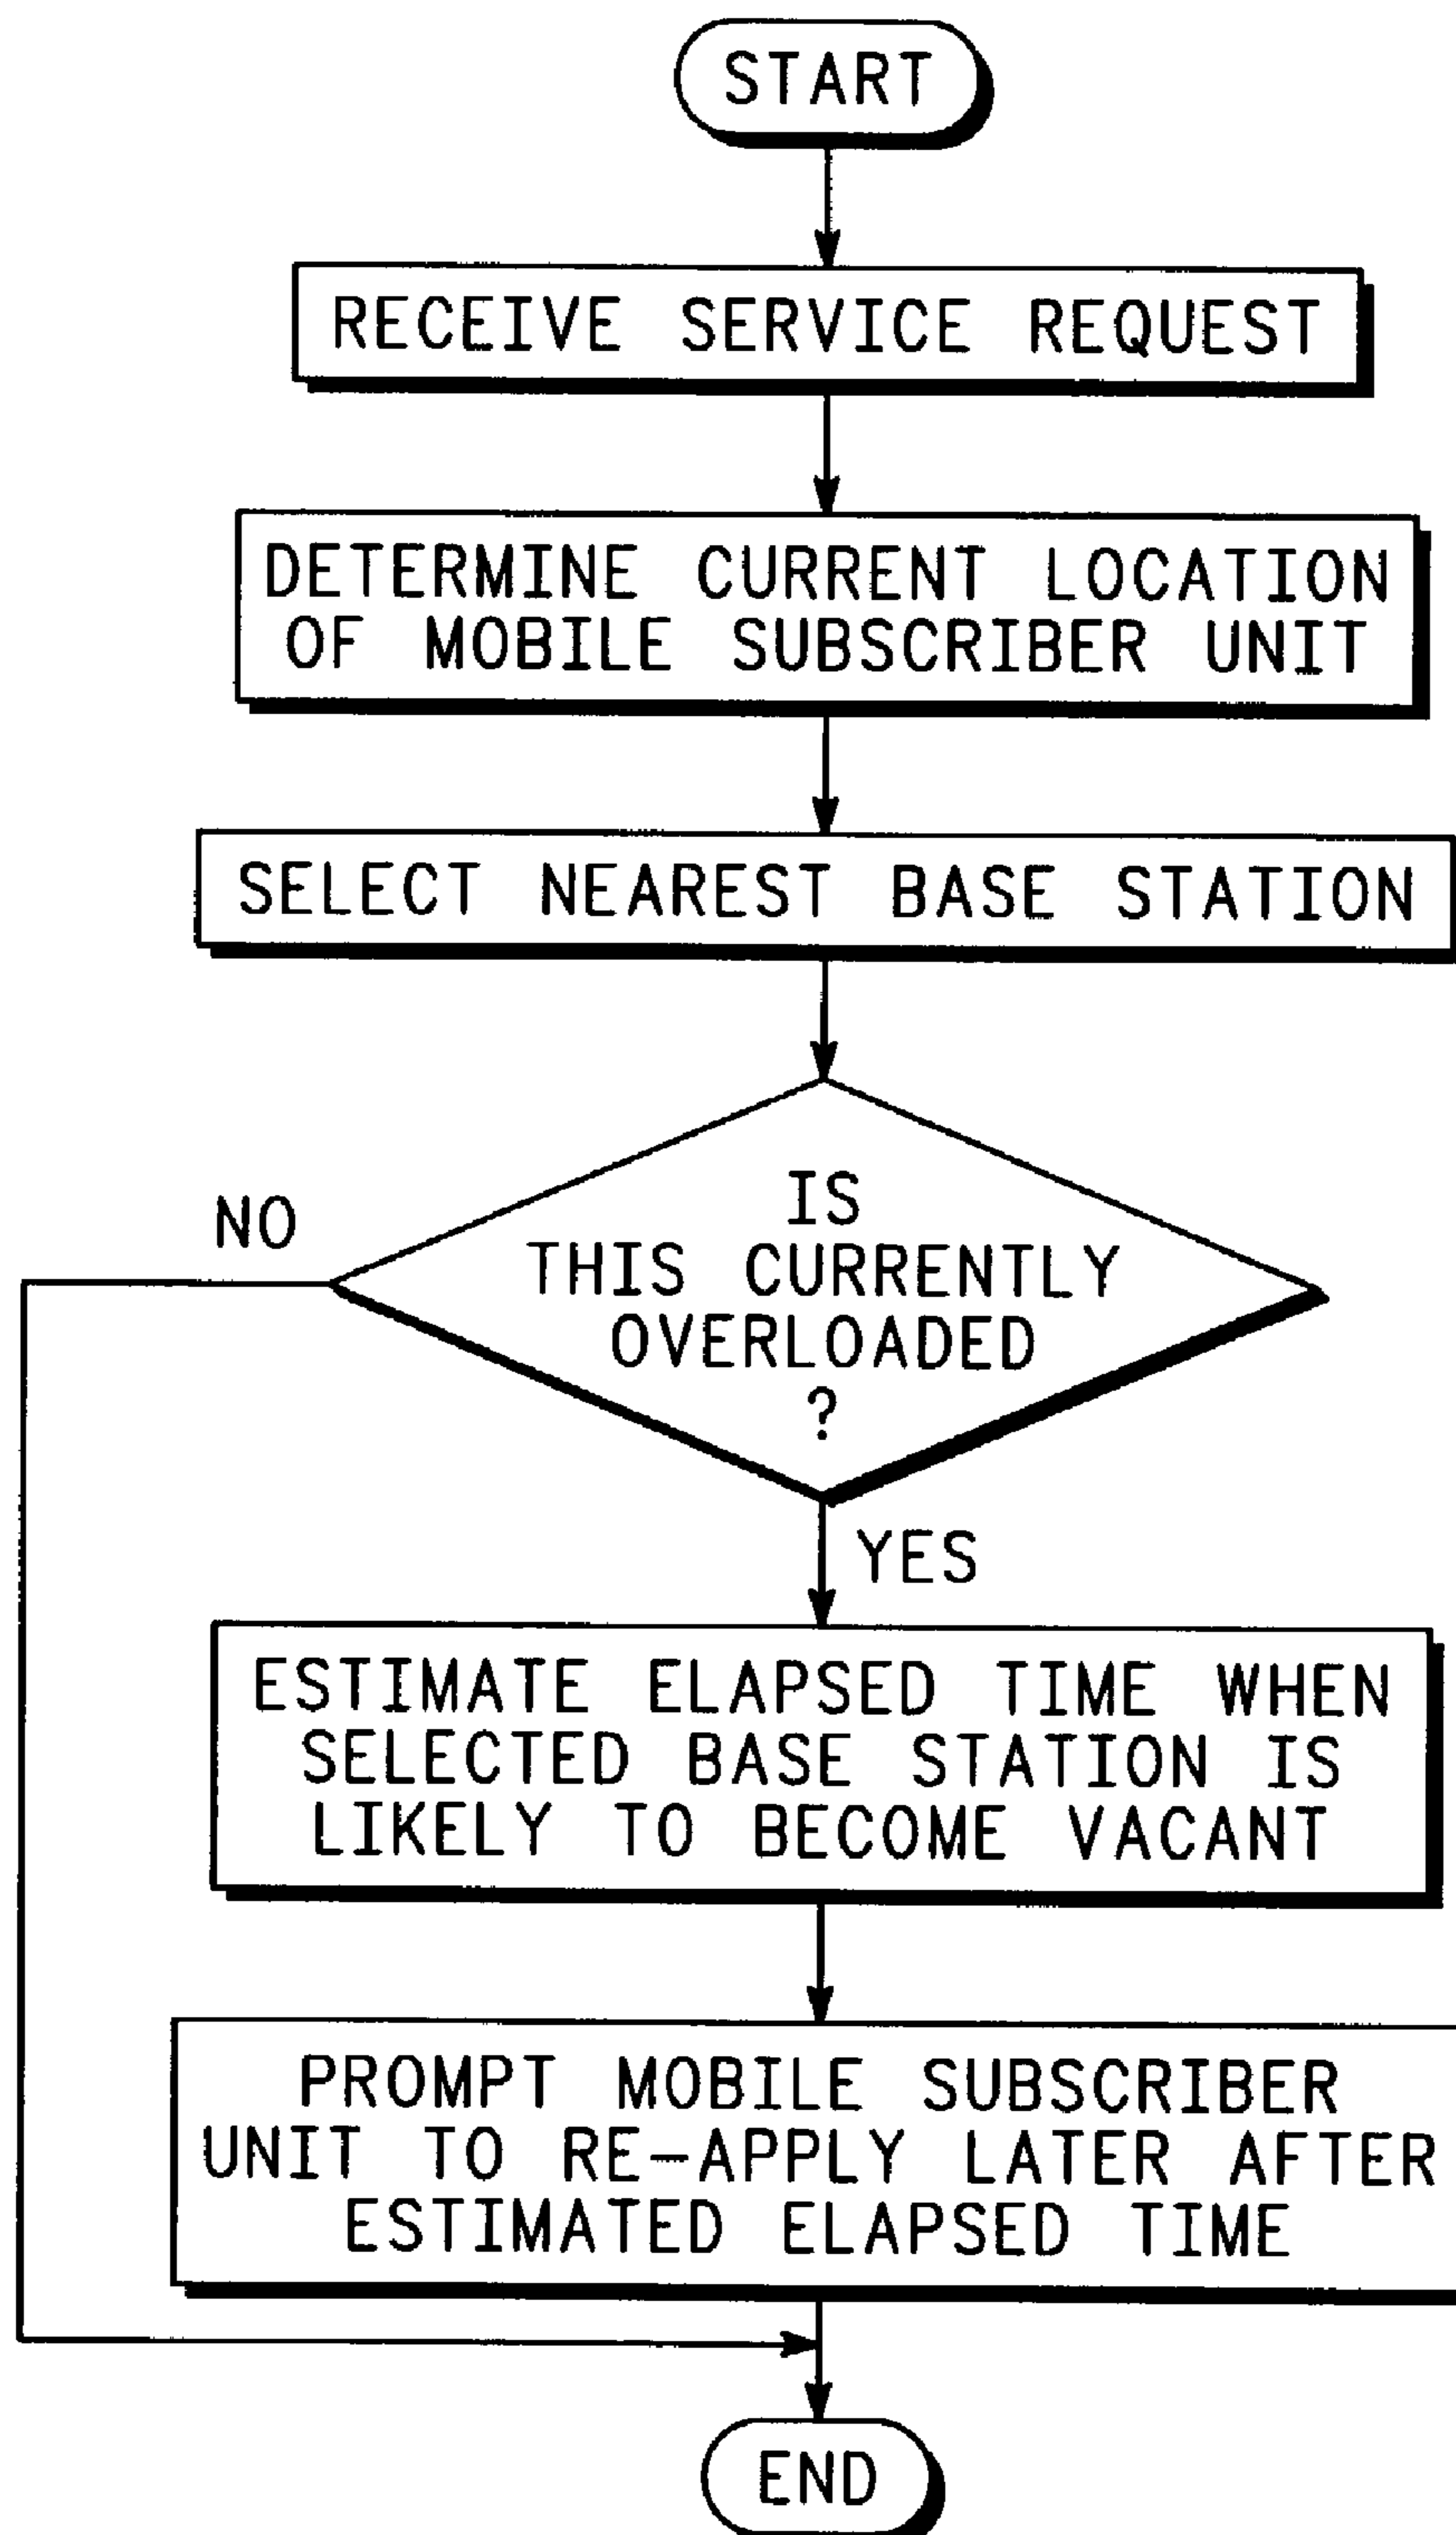 START
RECEIVE SERVICE REQUEST
DETERMINE CURRENT LOCATION
OF MOBILE SUBSCRIBER UNIT
SELECT NEAREST BASE STATION
IS
THIS CURRENTLY
OVERLOADED
?
NO
YES
ESTIMATE ELAPSED TIME WHEN
SELECTED BASE STATION IS
LIKELY TO BECOME VACANT
PROMPT MOBILE SUBSCRIBER
UNIT TO RE-APPLY LATER AFTER
ESTIMATED ELAPSED TIME
END